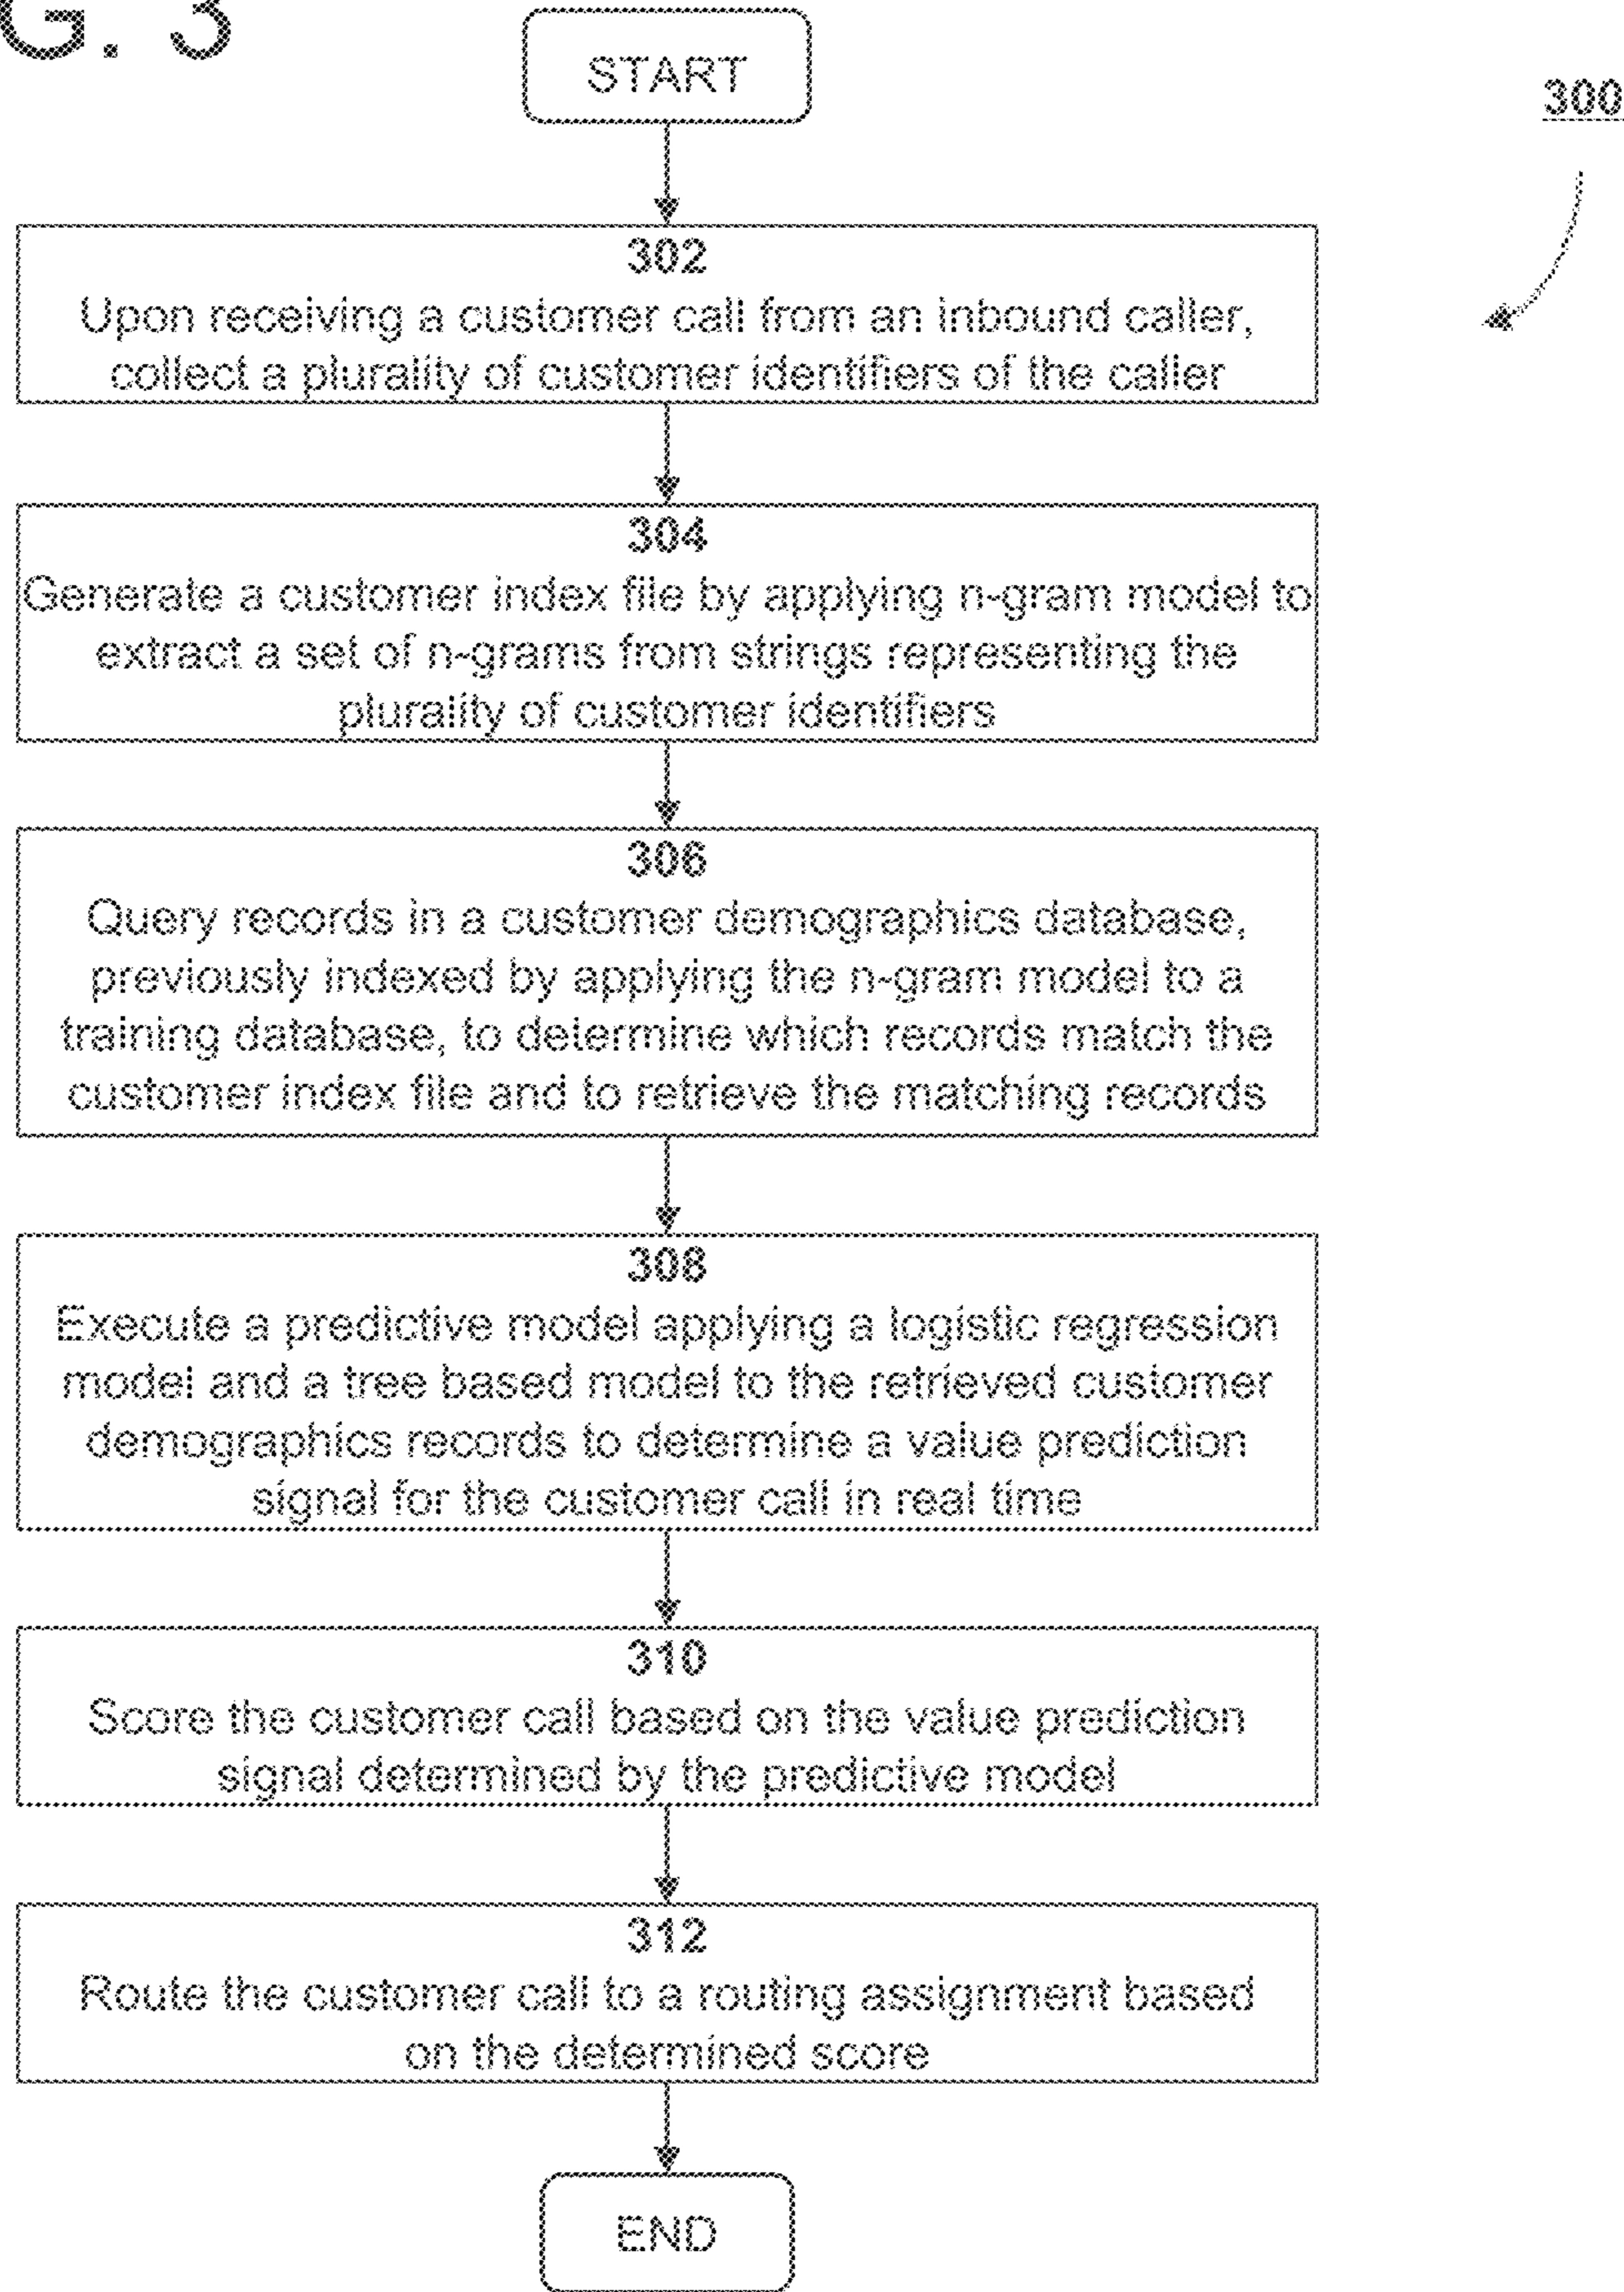 G. 3
START
300
302
Upon receiving a customer call from an inbound caller,
collect a plurality of customer identifiers of the caller
304
Generate a customer index file by applying n-gram model to
extract a set of n-grams from strings representing the
plurality of customer identifiers
306
Query records in a customer demographics database,
previously indexed by applying the n-gram model to a
training database, to determine which records match the
customer index file and to retrieve the matching records
308
Execute a predictive model applying a logistic regression
model and a tree based model to the retrieved customer
demographics records to determine a value prediction
signal for the customer call in real time
310
Score the customer call based on the value prediction
signal determined by the predictive model
312
Route the customer call to a routing assignment based
on the determined score
END